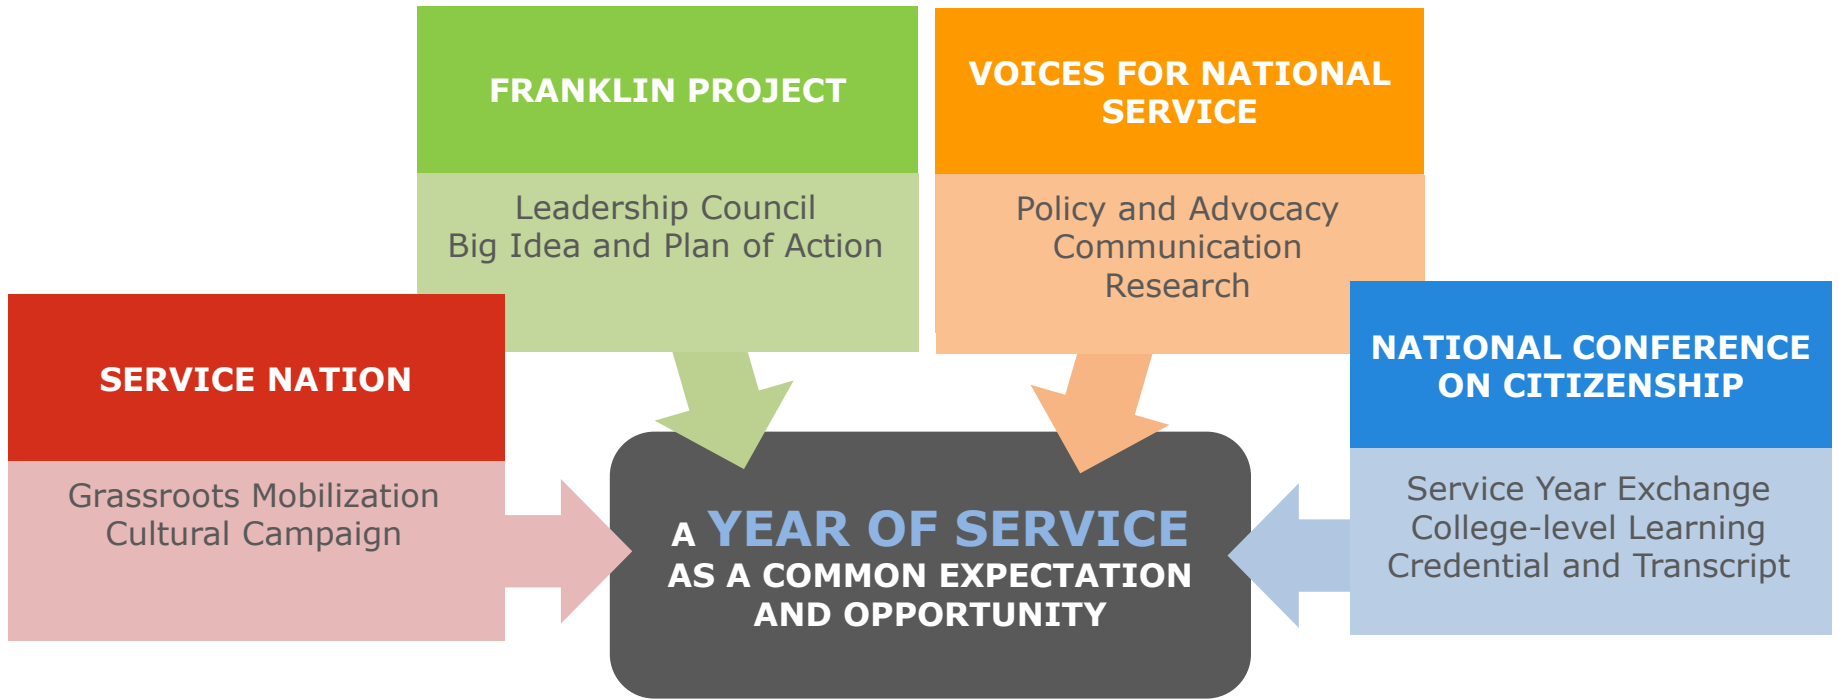 FRANKLIN PROJECT
Leadership Council
Big Idea and Plan of Action
VOICES FOR NATIONAL
SERVICE
Policy and Advocacy
Communication
Research
SERVICE NATION
Grassroots Mobilization
Cultural Campaign
NATIONAL CONFERENCE
ON CITIZENSHIP
Service Year Exchange
College-level Learning
Credential and Transcript
A YEAR OF SERVICE
AS A COMMON EXPECTATION
AND OPPORTUNITY